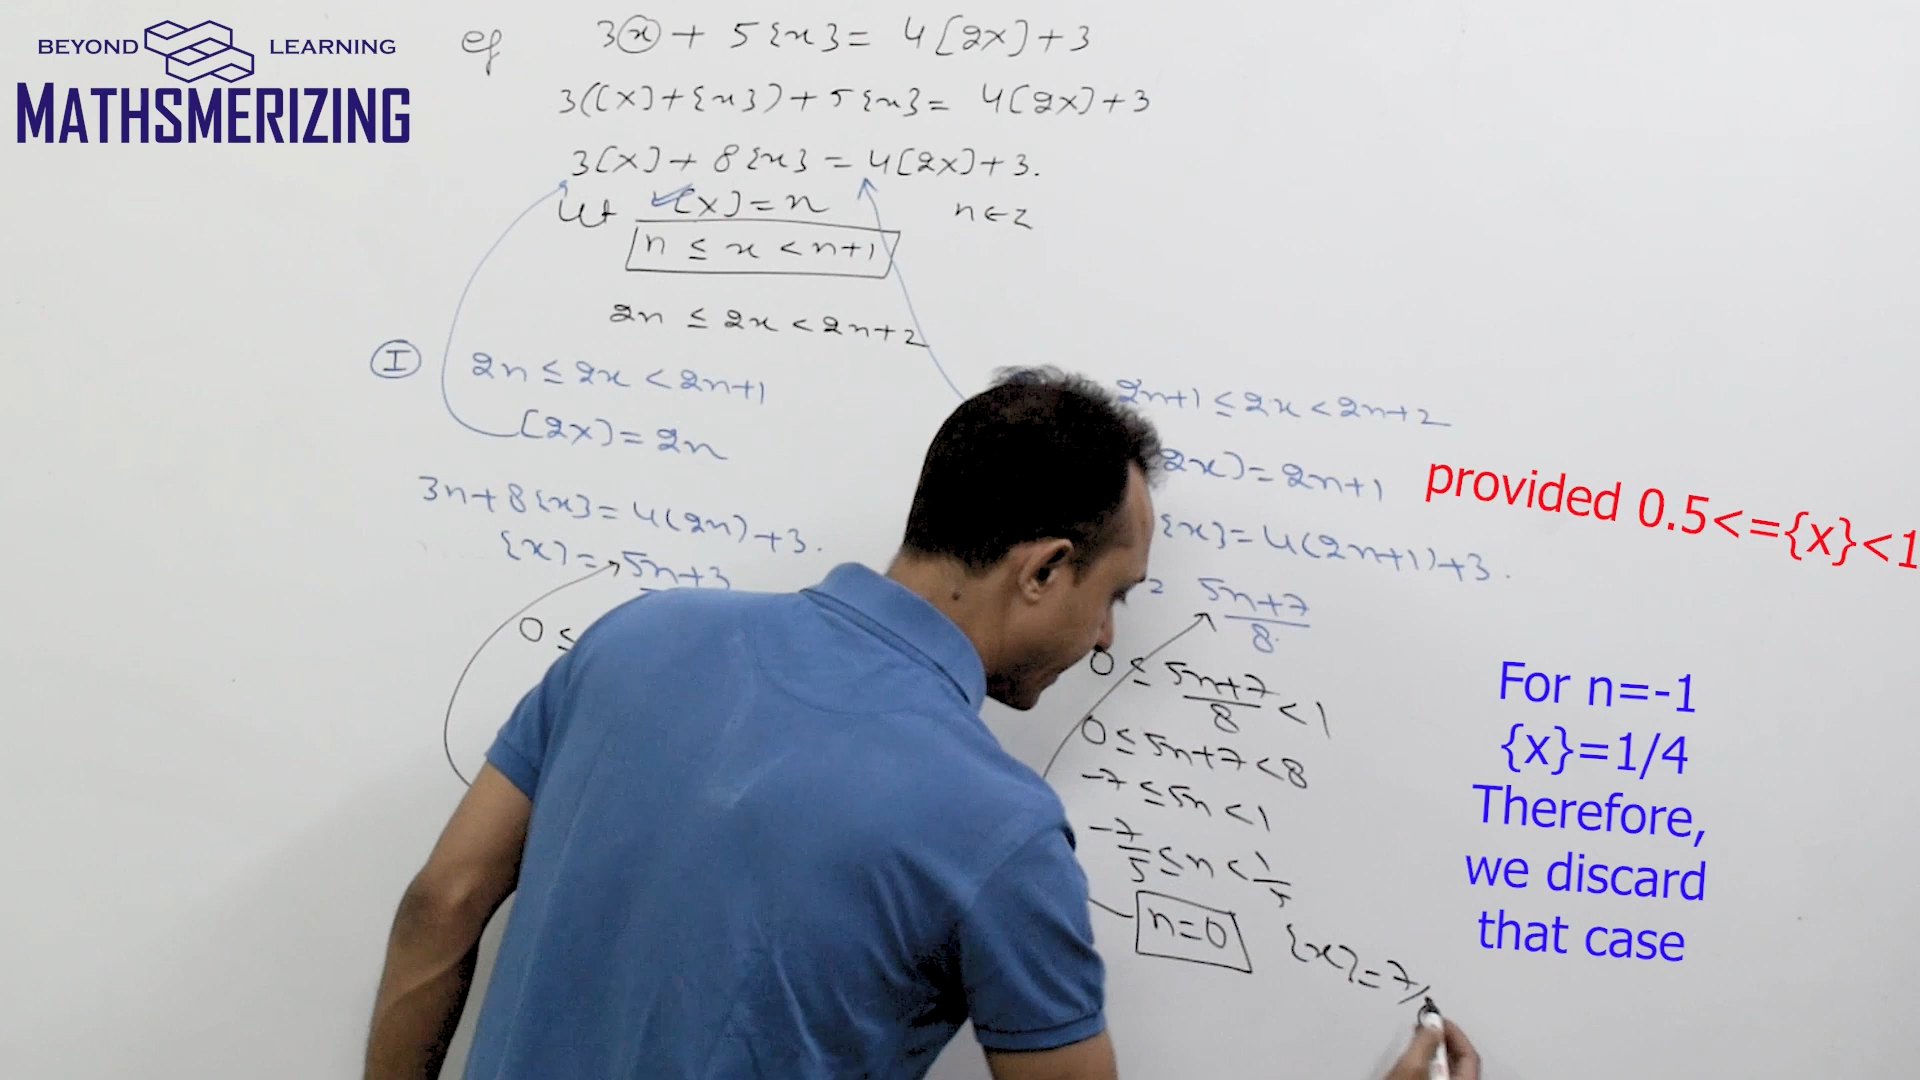 BEYOND LEARNING
MATHSMERIZING
eg 3x + 5{x} = 4[2x]+3
3([x]+{x})+5{x} = 4[2x]+3
3[x]+8{x} = 4[2x]+3.
Let [x]=n n∈Z
n ≤ x < n+1
2n ≤ 2x < 2n+2
I 2n ≤ 2x < 2n+1
[2x]=2n
3n+8{x}=4(2n)+3.
{x}= 5n+3
0 ≤
2n+1 ≤ 2x < 2n+2
2x]=2n+1
provided 0.5<={x}<1
{x}=4(2n+1)+3.
= 5n+7
8
0 ≤ 5n+7 < 1
8
0 ≤ 5n+7 < 8
-7 ≤ 5n < 1
-7/5 ≤ n < 1/5
n=0
{x}=7/
For n=-1
{x}=1/4
Therefore,
we discard
that case